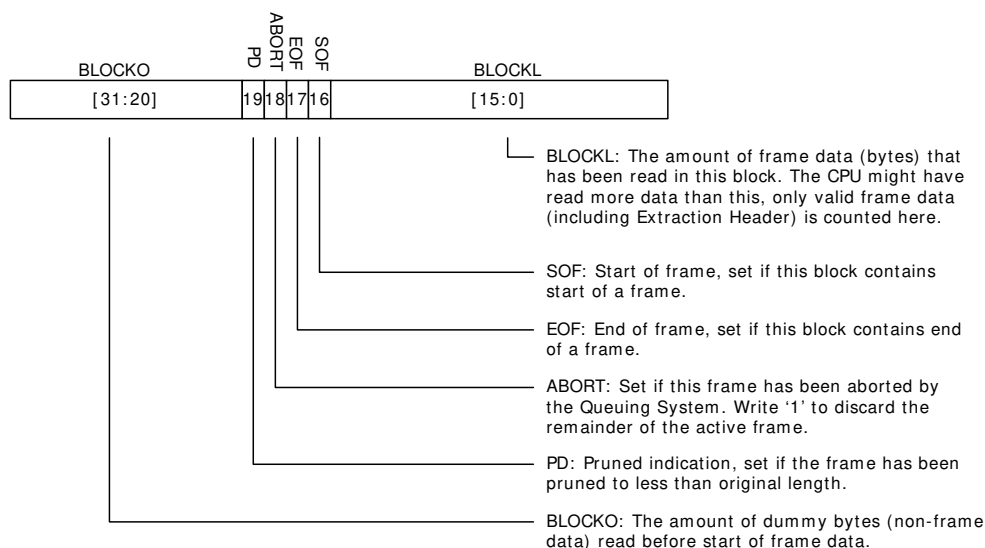 BLOCKO PD ABORT EOF SOF BLOCKL
[31:20] 19 18 17 16 [15:0]
BLOCKL: The amount of frame data (bytes) that
has been read in this block. The CPU might have
read more data than this, only valid frame data
(including Extraction Header) is counted here.
SOF: Start of frame, set if this block contains
start of a frame.
EOF: End of frame, set if this block contains end
of a frame.
ABORT: Set if this frame has been aborted by
the Queuing System. Write ‘1’ to discard the
remainder of the active frame.
PD: Pruned indication, set if the frame has been
pruned to less than original length.
BLOCKO: The amount of dummy bytes (non-frame
data) read before start of frame data.